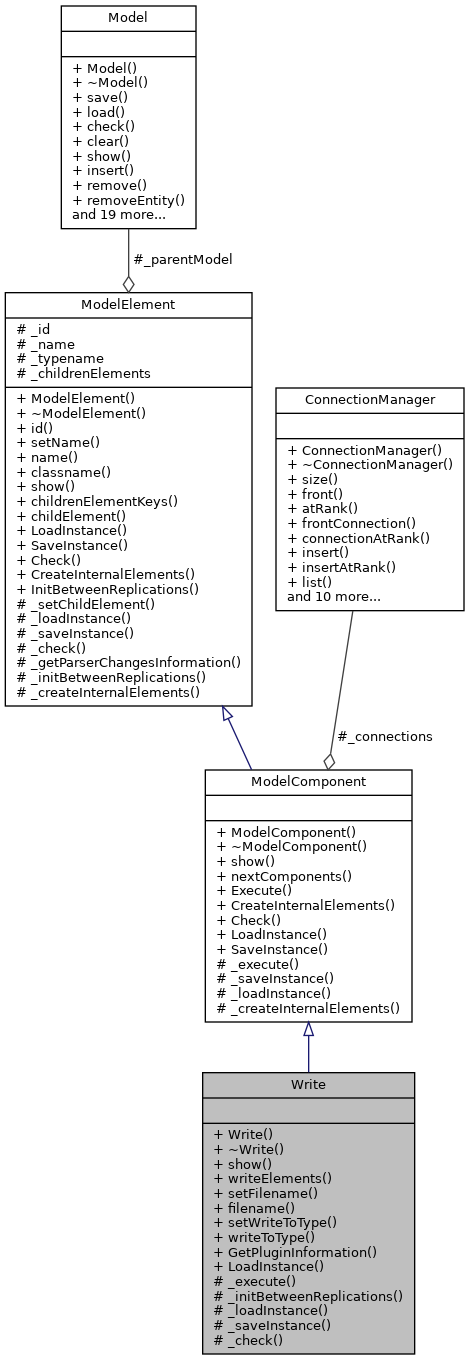 Model
+ Model()
+ ~Model()
+ save()
+ load()
+ check()
+ clear()
+ show()
+ insert()
+ remove()
+ removeEntity()
and 19 more...
#_parentModel
ModelElement
# _id
# _name
# _typename
# _childrenElements
+ ModelElement()
+ ~ModelElement()
+ id()
+ setName()
+ name()
+ classname()
+ show()
+ childrenElementKeys()
+ childElement()
+ LoadInstance()
+ SaveInstance()
+ Check()
+ CreateInternalElements()
+ InitBetweenReplications()
# _setChildElement()
# _loadInstance()
# _saveInstance()
# _check()
# _getParserChangesInformation()
# _initBetweenReplications()
# _createInternalElements()
ConnectionManager
+ ConnectionManager()
+ ~ConnectionManager()
+ size()
+ front()
+ atRank()
+ frontConnection()
+ connectionAtRank()
+ insert()
+ insertAtRank()
+ list()
and 10 more...
#_connections
ModelComponent
+ ModelComponent()
+ ~ModelComponent()
+ show()
+ nextComponents()
+ Execute()
+ CreateInternalElements()
+ Check()
+ LoadInstance()
+ SaveInstance()
# _execute()
# _saveInstance()
# _loadInstance()
# _createInternalElements()
Write
+ Write()
+ ~Write()
+ show()
+ writeElements()
+ setFilename()
+ filename()
+ setWriteToType()
+ writeToType()
+ GetPluginInformation()
+ LoadInstance()
# _execute()
# _initBetweenReplications()
# _loadInstance()
# _saveInstance()
# _check()